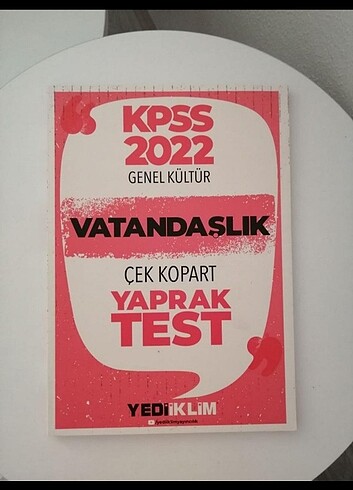 KPSS
2022
GENEL KÜLTÜR
VATANDAŞLIK
ÇEK KOPART
YAPRAK
TEST
YEDİİKLİM